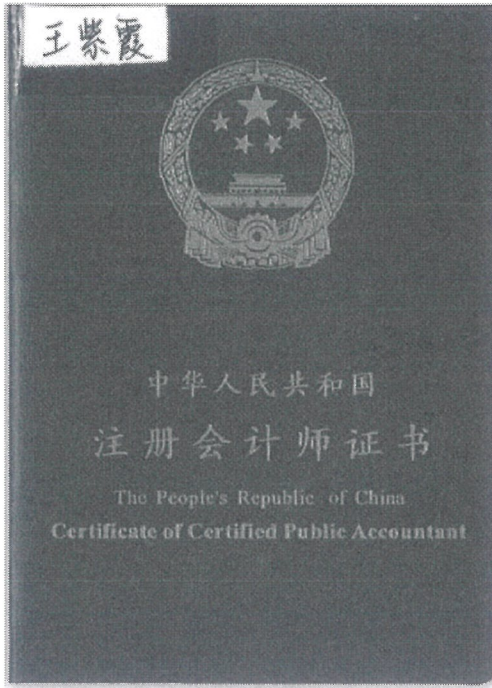 王紫霞
中华人民共和国
注册会计师证书
The People's Republic of China
Certificate of Certified Public Accountant